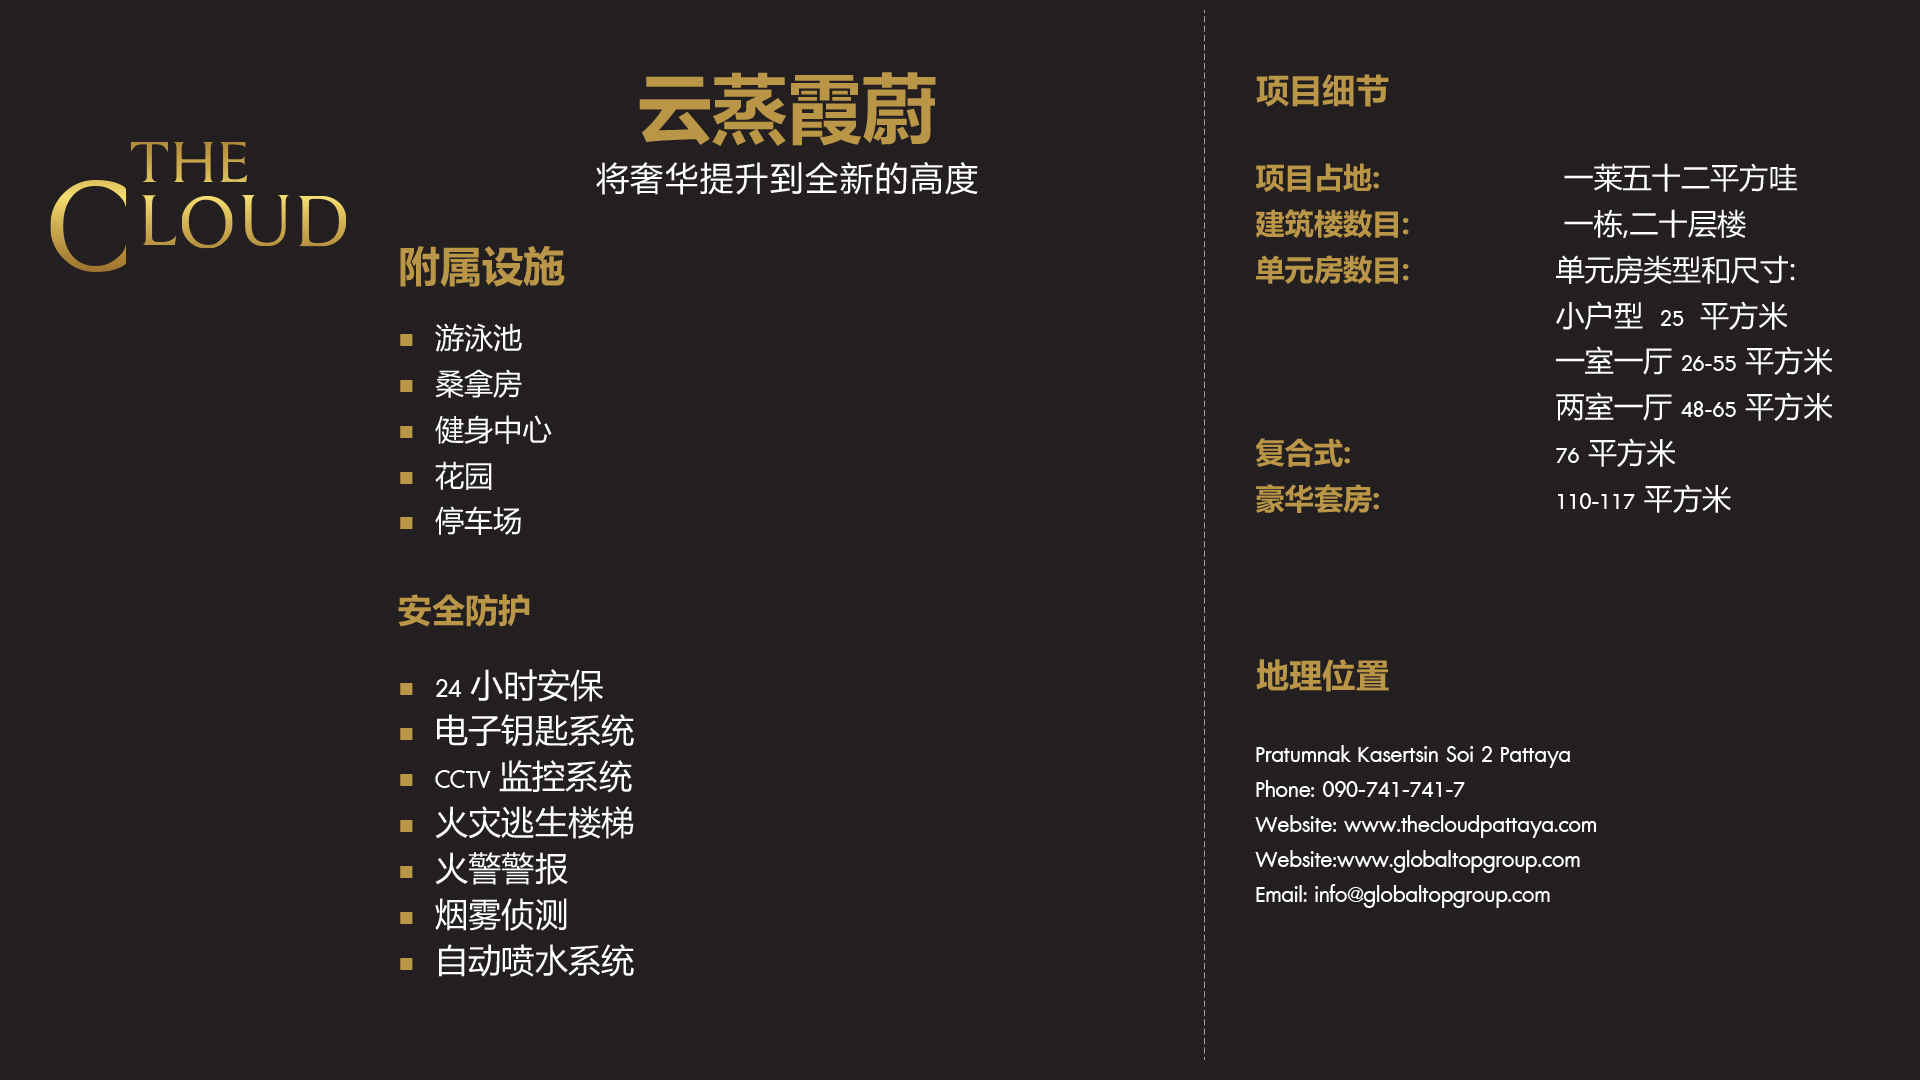 THE
CLOUD
云蒸霞蔚
将奢华提升到全新的高度
附属设施
游泳池
桑拿房
健身中心
花园
停车场
安全防护
24 小时安保
电子钥匙系统
CCTV 监控系统
火灾逃生楼梯
火警警报
烟雾侦测
自动喷水系统
项目细节
项目占地: 一莱五十二平方哇
建筑楼数目: 一栋,二十层楼
单元房数目: 单元房类型和尺寸:
小户型 25 平方米
一室一厅 26-55 平方米
两室一厅 48-65 平方米
复合式: 76 平方米
豪华套房: 110-117 平方米
地理位置
Pratumnak Kasertsin Soi 2 Pattaya
Phone: 090-741-741-7
Website: www.thecloudpattaya.com
Website:www.globaltopgroup.com
Email: info@globaltopgroup.com